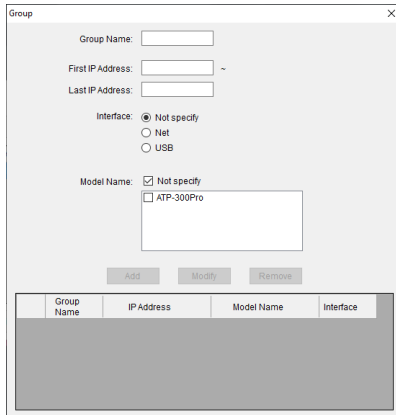 Group
Group Name:
First IP Address: ~
Last IP Address:
Interface: Not specify
Net
USB
Model Name: Not specify
ATP-300Pro
Add Modify Remove
Group Name IP Address Model Name Interface